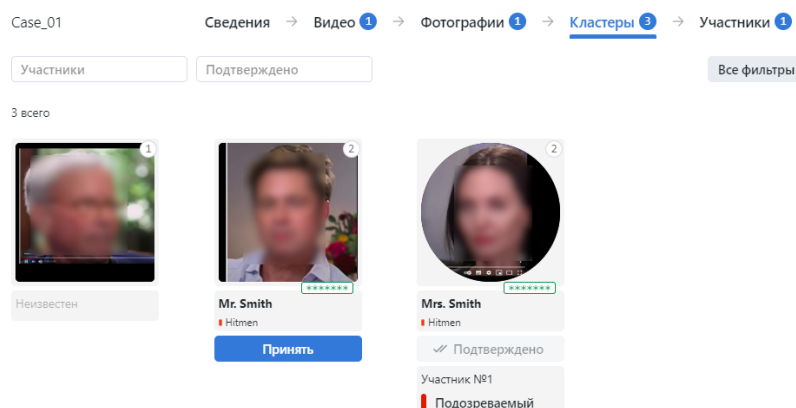 Case_01 Сведения → Видео 1 → Фотографии 1 → Кластеры 3 → Участники 1
Участники Подтверждено Все фильтры
3 всего
1 2 2
******* *******
Неизвестен Mr. Smith Mrs. Smith
Hitmen Hitmen
Принять Подтверждено
Участник №1
Подозреваемый